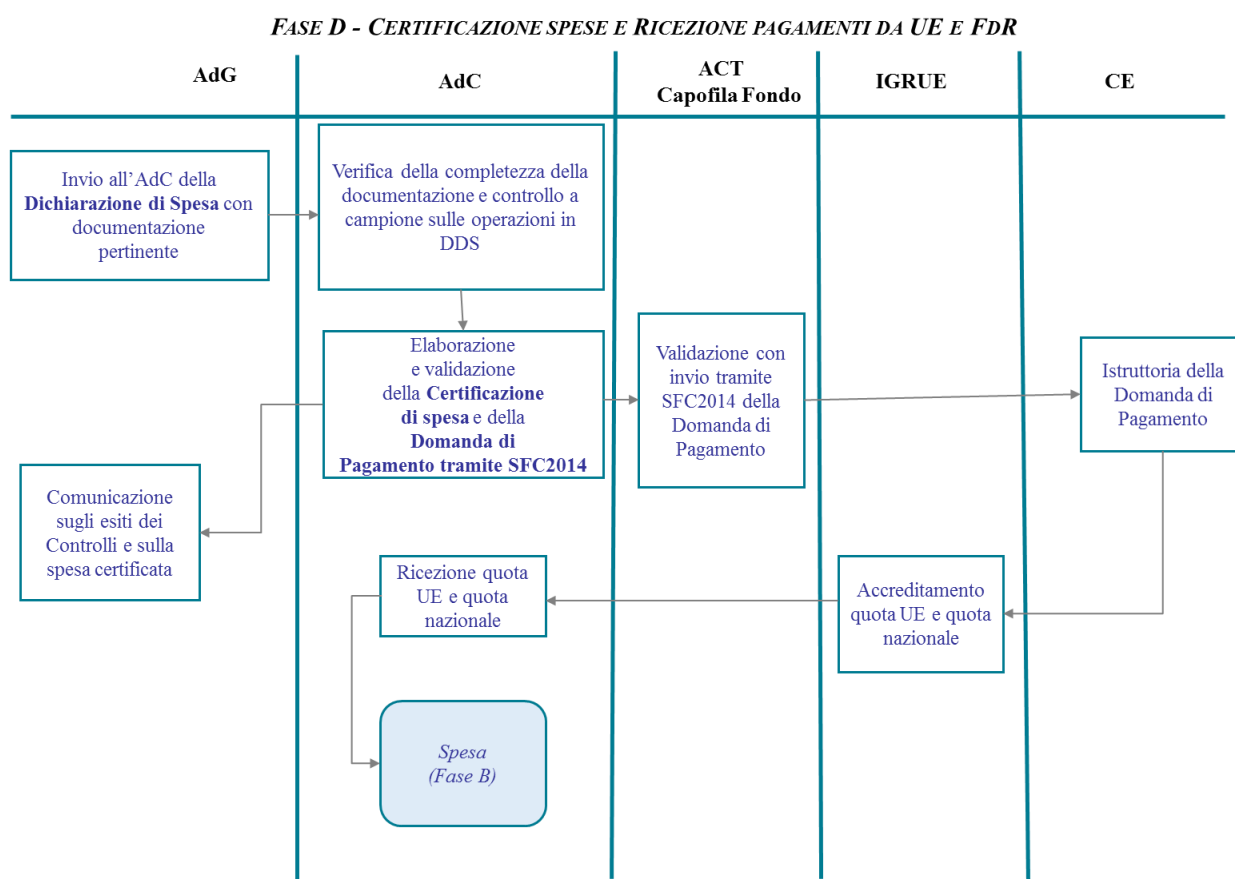 FASE D - CERTIFICAZIONE SPESE E RICEZIONE PAGAMENTI DA UE E FDR
AdG
AdC
ACT
Capofila Fondo
IGRUE
CE
Invio all’AdC della
Dichiarazione di Spesa con
documentazione
pertinente
Verifica della completezza della
documentazione e controllo a
campione sulle operazioni in
DDS
Elaborazione
e validazione
della Certificazione
di spesa e della
Domanda di
Pagamento tramite SFC2014
Validazione con
invio tramite
SFC2014 della
Domanda di
Pagamento
Istruttoria della
Domanda di
Pagamento
Comunicazione
sugli esiti dei
Controlli e sulla
spesa certificata
Ricezione quota
UE e quota
nazionale
Accreditamento
quota UE e quota
nazionale
Spesa
(Fase B)